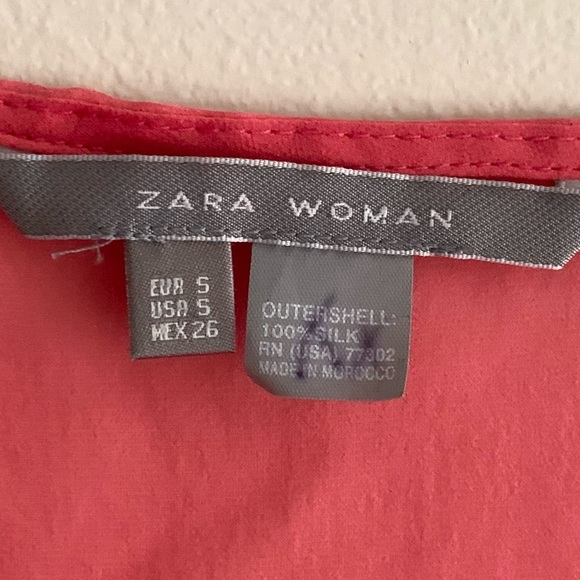 ZARA WOMAN
EUR S
USA S
MEX 26
OUTERSHELL:
100% SILK
RN (USA) 77302
MADE IN MOROCCO